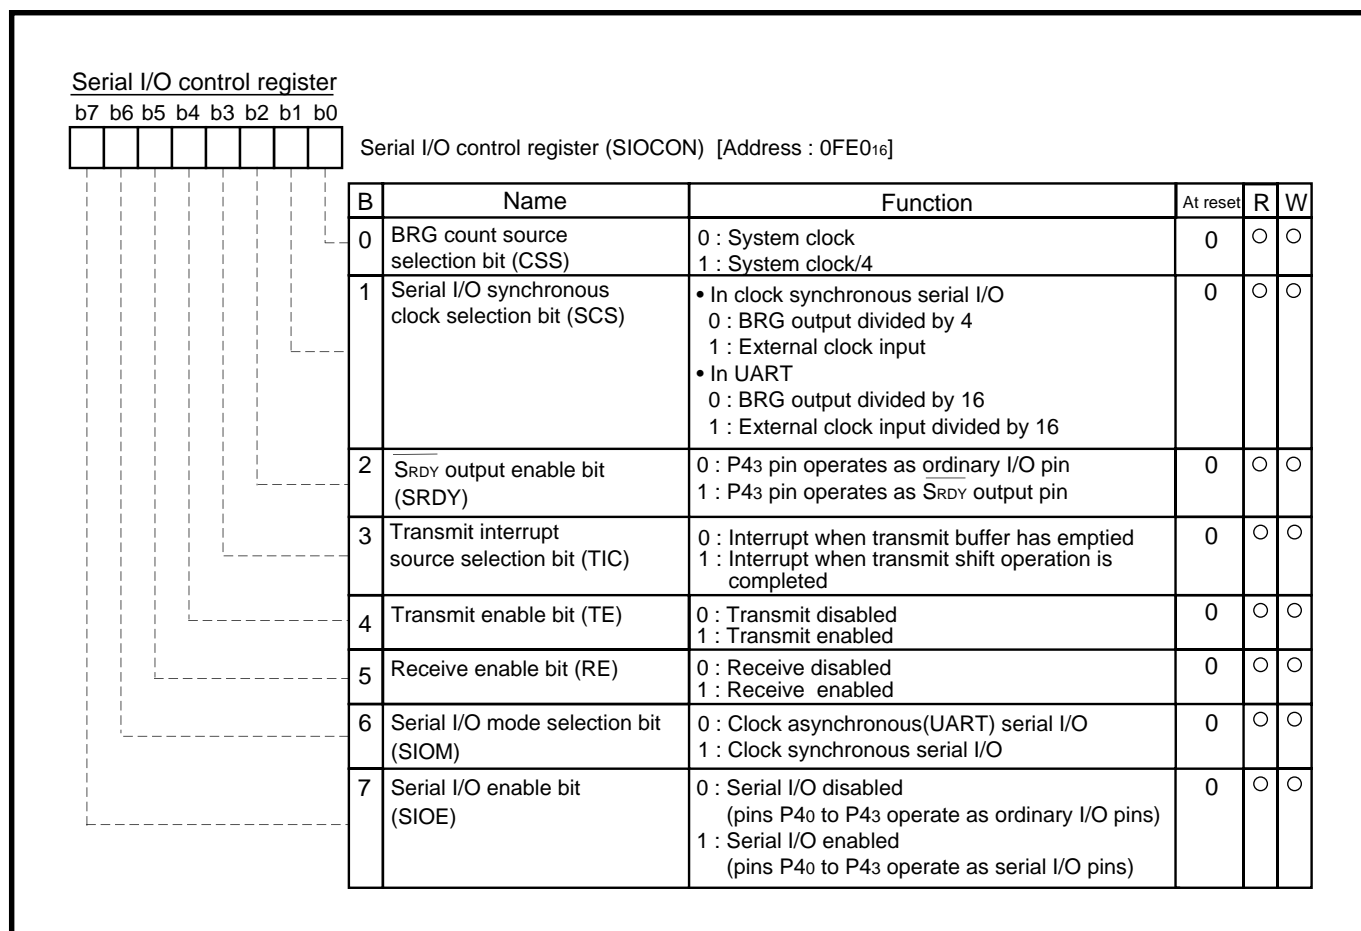 Serial I/O control register
b7 b6 b5 b4 b3 b2 b1 b0
Serial I/O control register (SIOCON) [Address : 0FE016]
B Name Function At reset R W
0 BRG count source selection bit (CSS) 0 : System clock 0 ○ ○
1 : System clock/4
1 Serial I/O synchronous clock selection bit (SCS) • In clock synchronous serial I/O 0 ○ ○
0 : BRG output divided by 4
1 : External clock input
• In UART
0 : BRG output divided by 16
1 : External clock input divided by 16
2 SRDY output enable bit (SRDY) 0 : P43 pin operates as ordinary I/O pin 0 ○ ○
1 : P43 pin operates as SRDY output pin
3 Transmit interrupt source selection bit (TIC) 0 : Interrupt when transmit buffer has emptied 0 ○ ○
1 : Interrupt when transmit shift operation is
completed
4 Transmit enable bit (TE) 0 : Transmit disabled 0 ○ ○
1 : Transmit enabled
5 Receive enable bit (RE) 0 : Receive disabled 0 ○ ○
1 : Receive enabled
6 Serial I/O mode selection bit (SIOM) 0 : Clock asynchronous(UART) serial I/O 0 ○ ○
1 : Clock synchronous serial I/O
7 Serial I/O enable bit (SIOE) 0 : Serial I/O disabled 0 ○ ○
(pins P40 to P43 operate as ordinary I/O pins)
1 : Serial I/O enabled
(pins P40 to P43 operate as serial I/O pins)